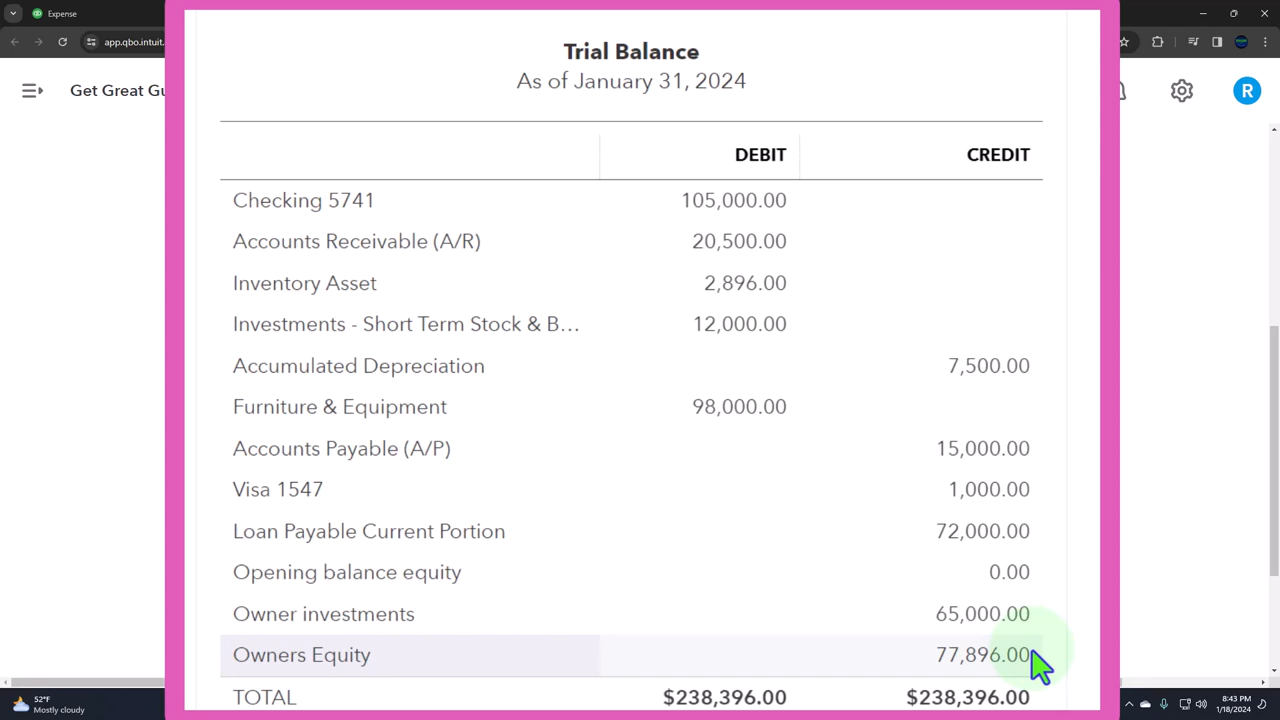 Expense
app.qbo.intuit.
Get Great Gu
R
Trial Balance
As of January 31, 2024
DEBIT CREDIT
Checking 5741 105,000.00
Accounts Receivable (A/R) 20,500.00
Inventory Asset 2,896.00
Investments - Short Term Stock & B... 12,000.00
Accumulated Depreciation 7,500.00
Furniture & Equipment 98,000.00
Accounts Payable (A/P) 15,000.00
Visa 1547 1,000.00
Loan Payable Current Portion 72,000.00
Opening balance equity 0.00
Owner investments 65,000.00
Owners Equity 77,896.00
TOTAL $238,396.00 $238,396.00
52°F
Mostly cloudy
8:43 PM
1/18/2024